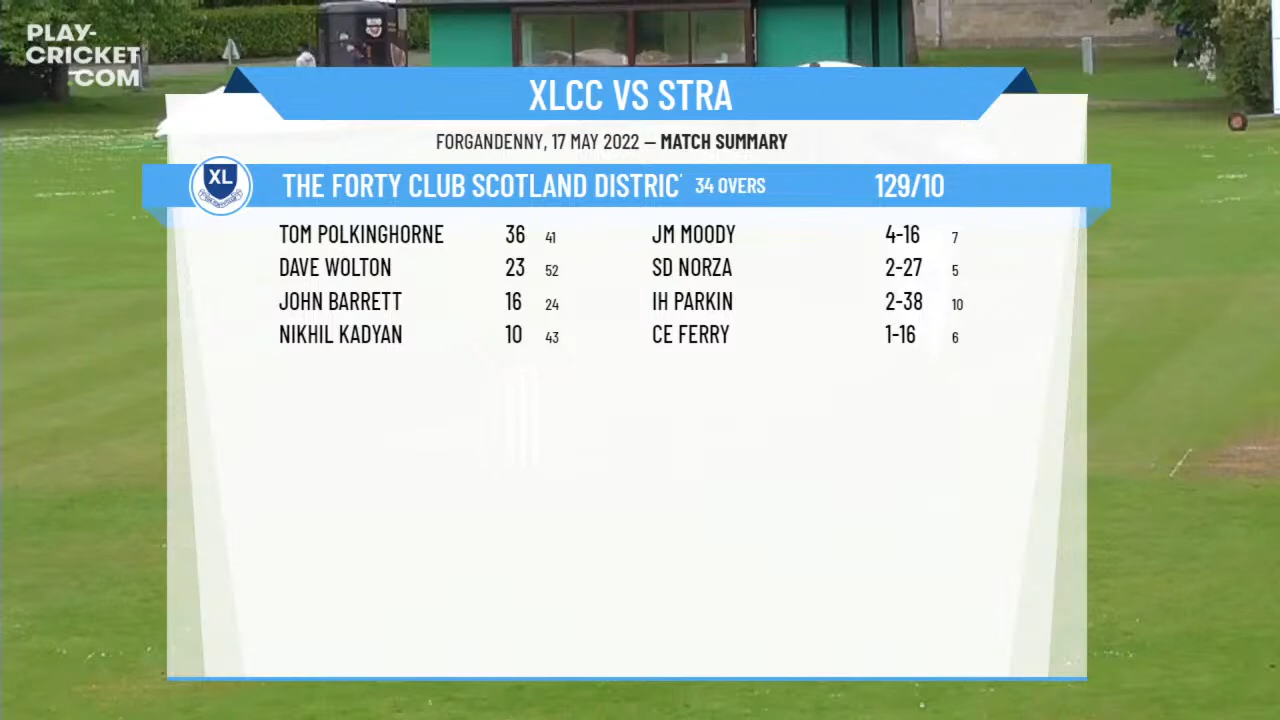 PLAY-
CRICKET
.COM
XLCC VS STRA
FORGANDENNY, 17 MAY 2022 – MATCH SUMMARY
XL THE FORTY CLUB SCOTLAND DISTRIC 34 OVERS 129/10
TOM POLKINGHORNE 36 41 JM MOODY 4-16 7
DAVE WOLTON 23 52 SD NORZA 2-27 5
JOHN BARRETT 16 24 IH PARKIN 2-38 10
NIKHIL KADYAN 10 43 CE FERRY 1-16 6